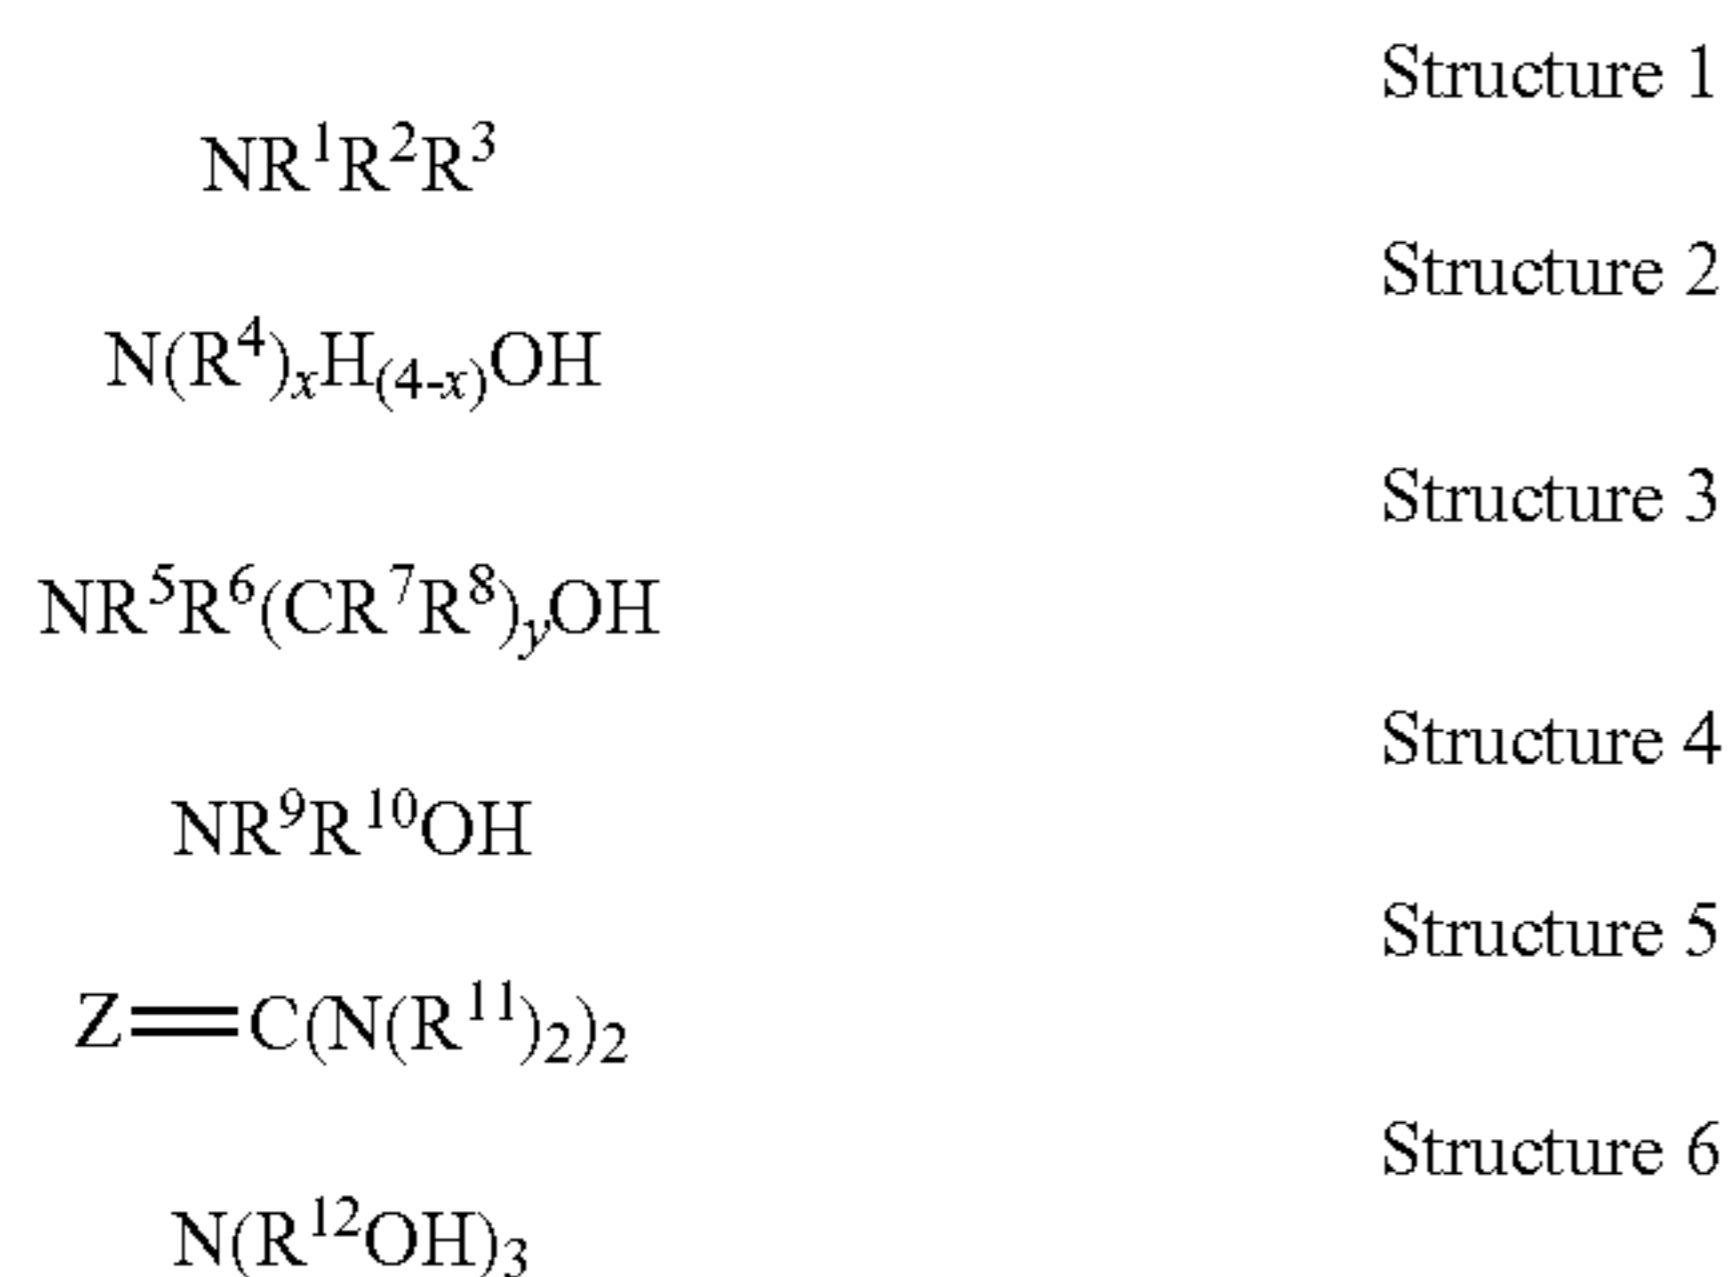 Structure 1
NR¹R²R³
Structure 2
N(R⁴)ₓH₍₄₋ₓ₎OH
Structure 3
NR⁵R⁶(CR⁷R⁸)yOH
Structure 4
NR⁹R¹⁰OH
Structure 5
Z=C(N(R¹¹)₂)₂
Structure 6
N(R¹²OH)₃